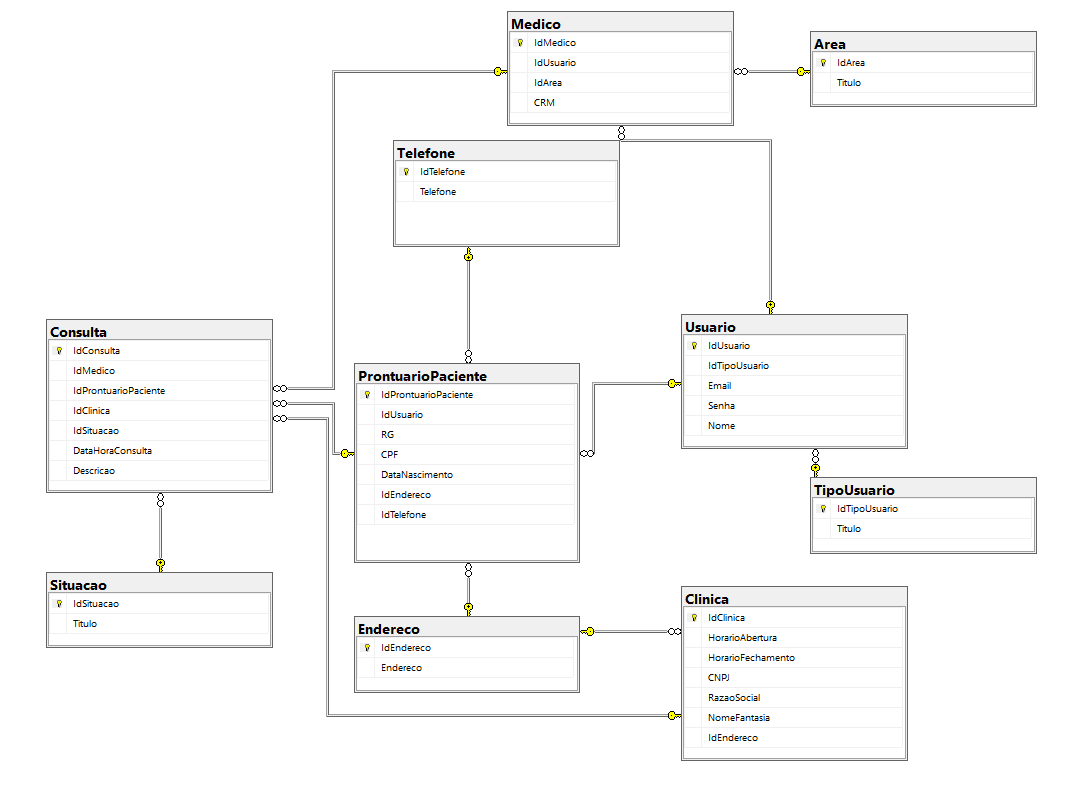 Medico
IdMedico
IdUsuario
IdArea
CRM
Area
IdArea
Titulo
Telefone
IdTelefone
Telefone
Consulta
IdConsulta
IdMedico
IdProntuarioPaciente
IdClinica
IdSituacao
DataHoraConsulta
Descricao
ProntuarioPaciente
IdProntuarioPaciente
IdUsuario
RG
CPF
DataNascimento
IdEndereco
IdTelefone
Usuario
IdUsuario
IdTipoUsuario
Email
Senha
Nome
TipoUsuario
IdTipoUsuario
Titulo
Situacao
IdSituacao
Titulo
Endereco
IdEndereco
Endereco
Clinica
IdClinica
HorarioAbertura
HorarioFechamento
CNPJ
RazaoSocial
NomeFantasia
IdEndereco